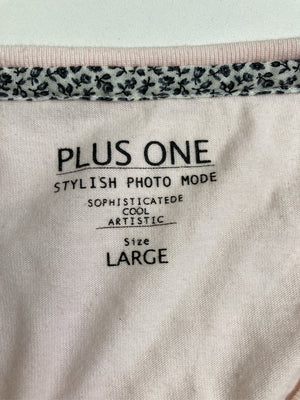 PLUS ONE
STYLISH PHOTO MODE
SOPHISTICATEDE
COOL
ARTISTIC
Size
LARGE